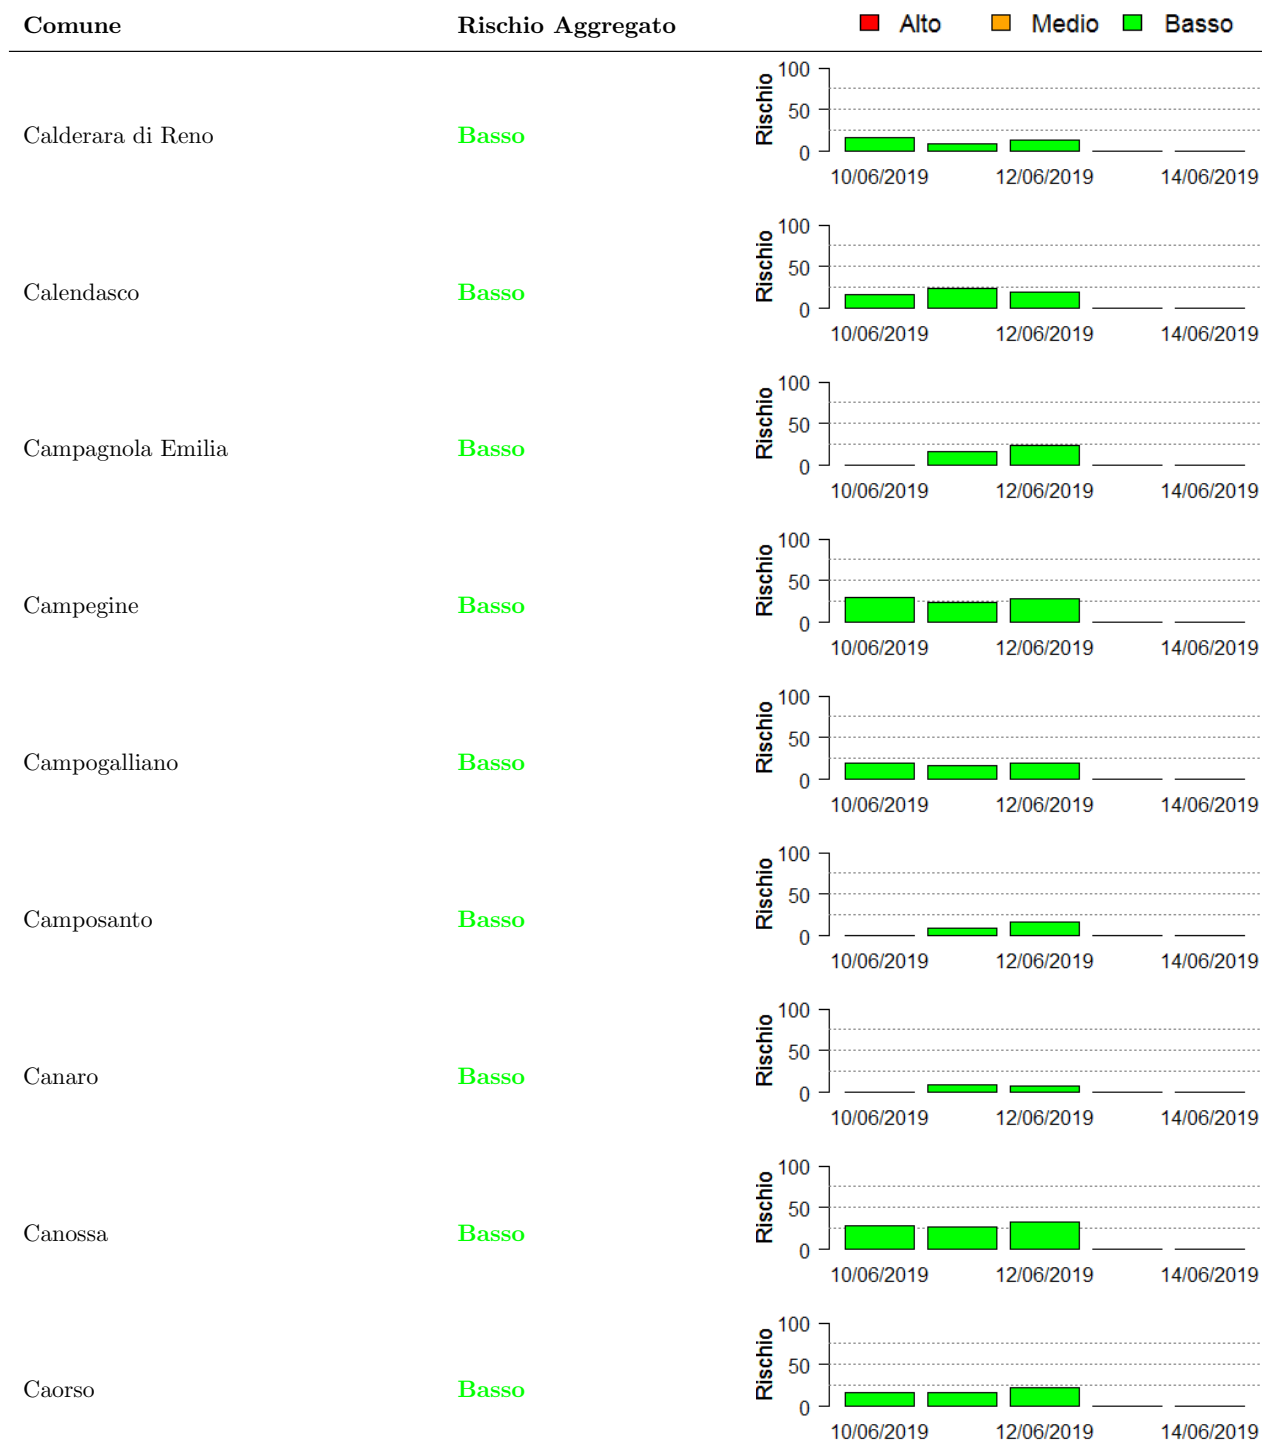 Comune Rischio Aggregato Alto Medio Basso
100
50
0
Rischio
Calderara di Reno Basso
10/06/2019 12/06/2019 14/06/2019
100
50
0
Rischio
Calendasco Basso
10/06/2019 12/06/2019 14/06/2019
100
50
0
Rischio
Campagnola Emilia Basso
10/06/2019 12/06/2019 14/06/2019
100
50
0
Rischio
Campegine Basso
10/06/2019 12/06/2019 14/06/2019
100
50
0
Rischio
Campogalliano Basso
10/06/2019 12/06/2019 14/06/2019
100
50
0
Rischio
Camposanto Basso
10/06/2019 12/06/2019 14/06/2019
100
50
0
Rischio
Canaro Basso
10/06/2019 12/06/2019 14/06/2019
100
50
0
Rischio
Canossa Basso
10/06/2019 12/06/2019 14/06/2019
100
50
0
Rischio
Caorso Basso
10/06/2019 12/06/2019 14/06/2019